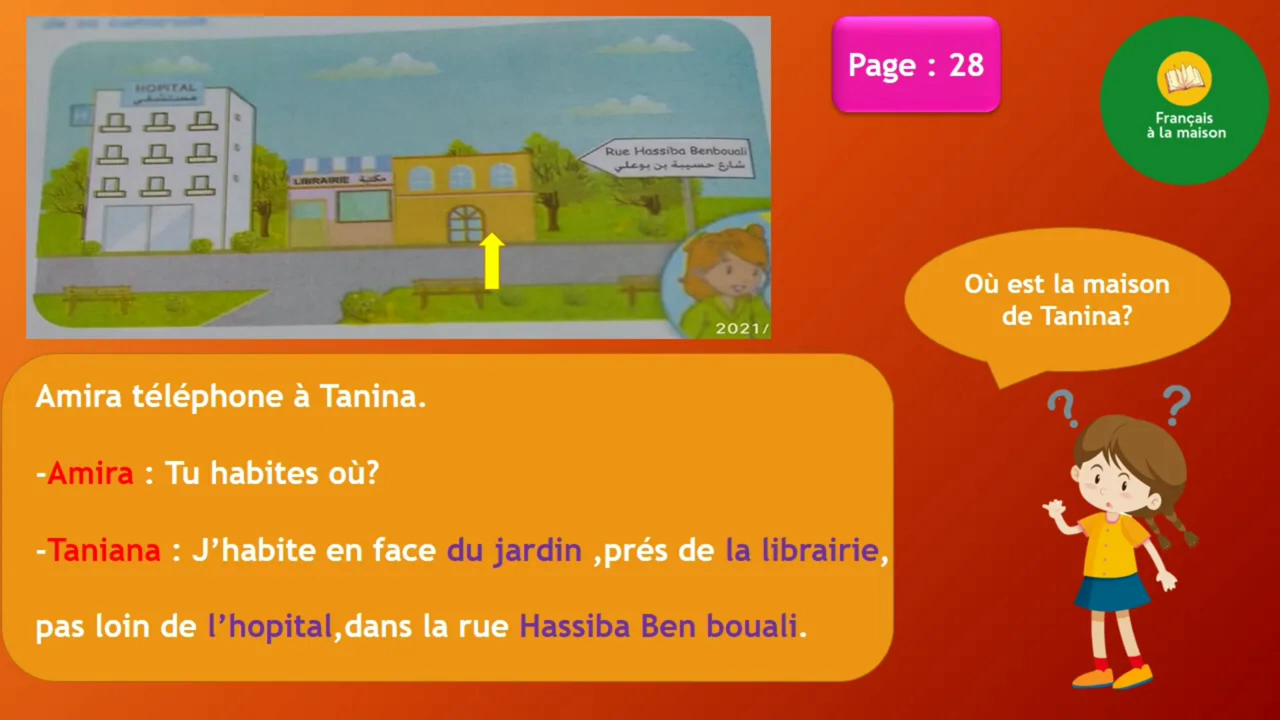 HOPITAL
مستشفى
LIBRAIRIE مكتبة
Rue Hassiba Benbouali
شارع حسيبة بن بوعلي
2021/
Page : 28
Français
à la maison
Où est la maison
de Tanina?
Amira téléphone à Tanina.
-Amira : Tu habites où?
-Taniana : J’habite en face du jardin ,prés de la librairie,
pas loin de l’hopital,dans la rue Hassiba Ben bouali.